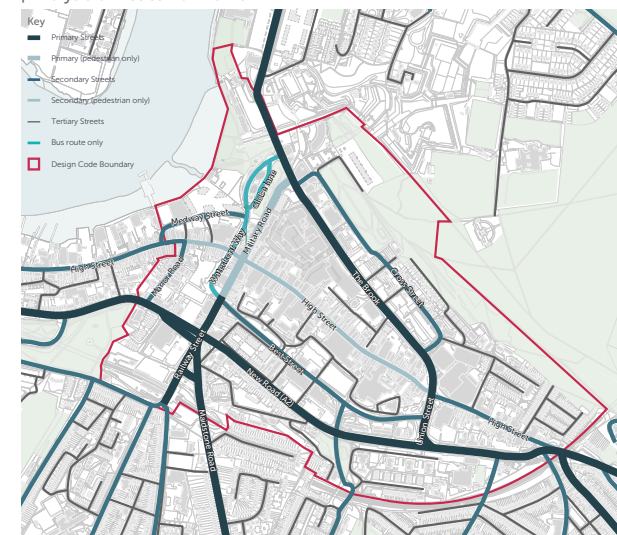 Key
Primary Streets
Primary (pedestrian only)
Secondary Streets
Secondary (pedestrian only)
Tertiary Streets
Bus route only
Design Code Boundary
Medway Street
High Street
Military Road
Waterfront Way
The Brook
Cross Street
High Street
Railway Street
Best Street
New Road (A2)
Maidstone Road
Union Street
High Street